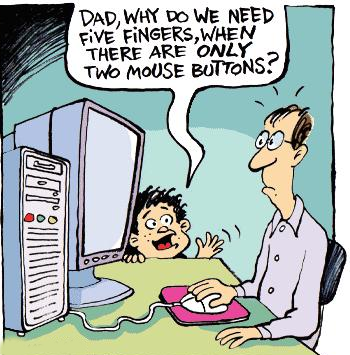 DAD, WHY DO WE NEED
FiVE FiNGERS, WHEN
THERE ARE ONLY
TWO MOUSE BUTTONS?